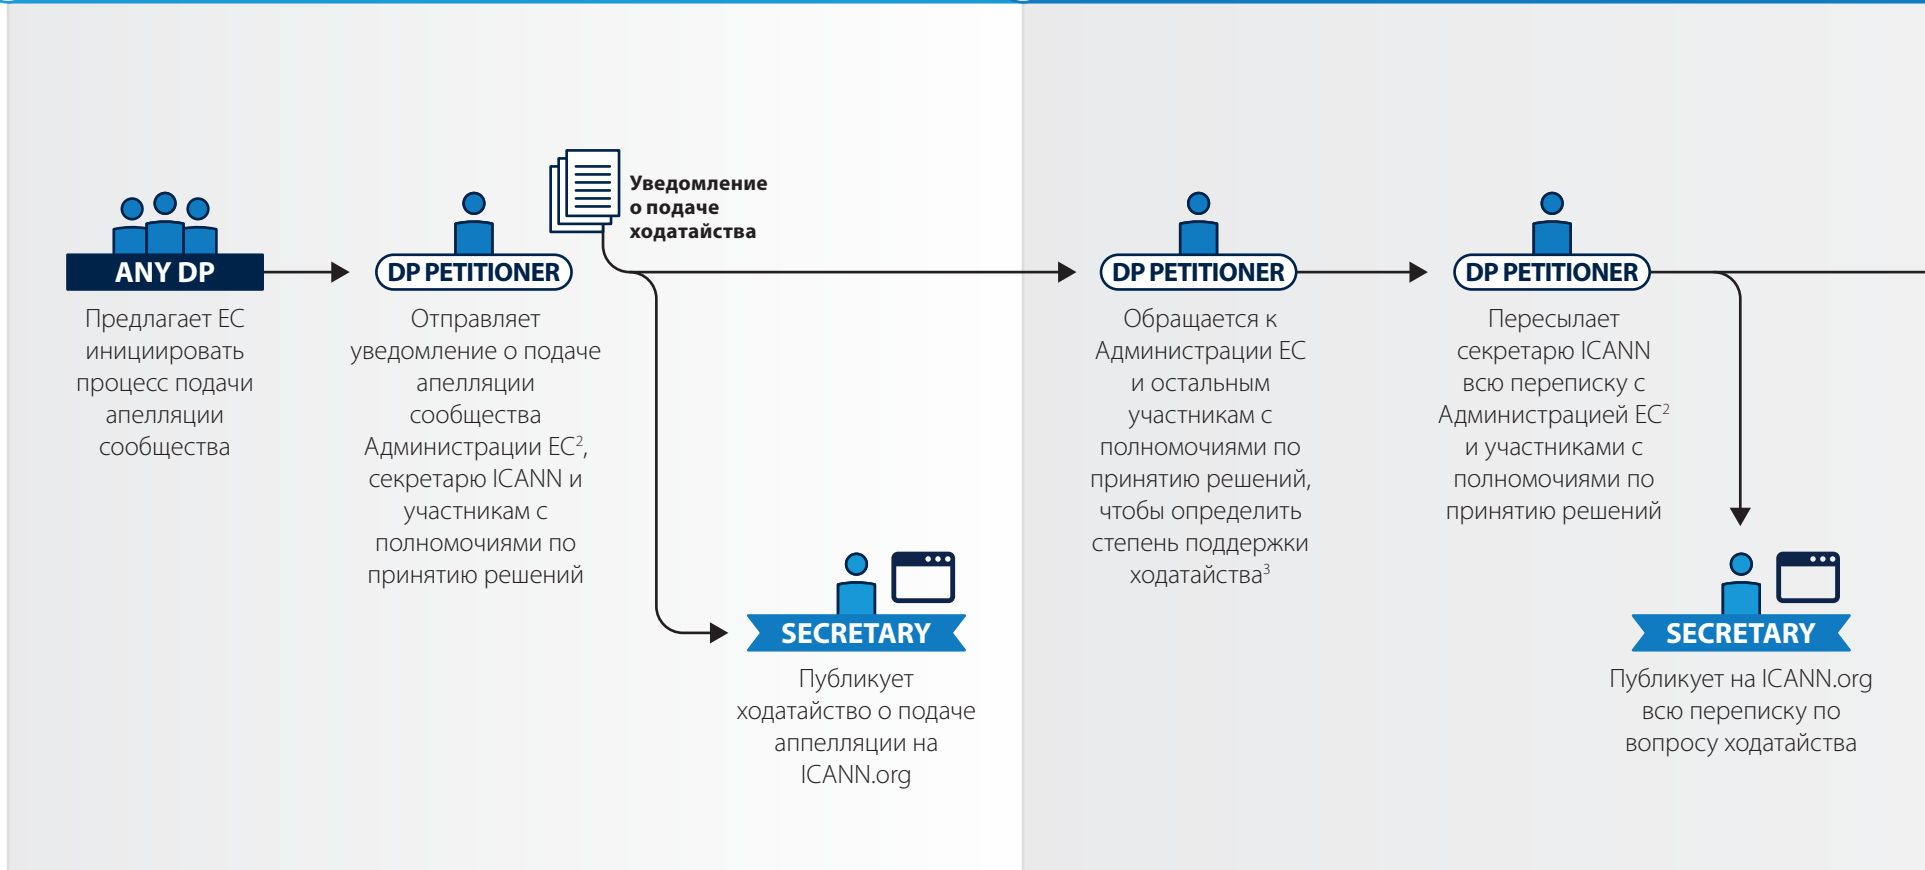 Уведомление
о подаче
ходатайства
ANY DP
Предлагает ЕС
инициировать
процесс подачи
апелляции
сообщества
DP PETITIONER
Отправляет
уведомление о подаче
апелляции
сообщества
Администрации ЕС²,
секретарю ICANN и
участникам с
полномочиями по
принятию решений
SECRETARY
Публикует
ходатайство о подаче
аппелляции на
ICANN.org
DP PETITIONER
Обращается к
Администрации ЕС
и остальным
участникам с
полномочиями по
принятию решений,
чтобы определить
степень поддержки
ходатайства³
DP PETITIONER
Пересылает
секретарю ICANN
всю переписку с
Администрацией ЕС²
и участниками с
полномочиями по
принятию решений
SECRETARY
Публикует на ICANN.org
всю переписку по
вопросу ходатайства